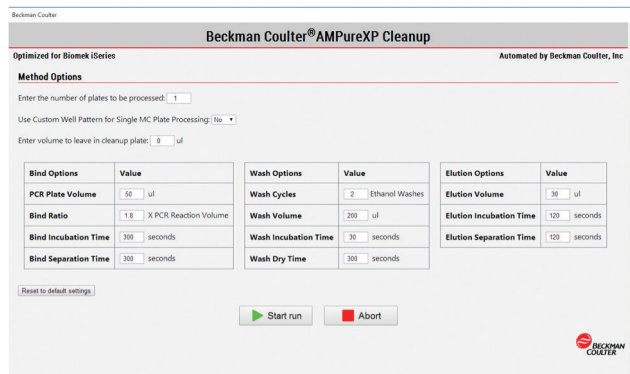 Beckman Coulter
Beckman Coulter®AMPureXP Cleanup
Optimized for Biomek iSeries
Automated by Beckman Coulter, Inc
Method Options
Enter the number of plates to be processed: 1
Use Custom Well Pattern for Single MC Plate Processing: No
Enter volume to leave in cleanup plate: 0 ul
Bind Options Value
PCR Plate Volume 50 ul
Bind Ratio 1.8 X PCR Reaction Volume
Bind Incubation Time 300 seconds
Bind Separation Time 300 seconds
Wash Options Value
Wash Cycles 2 Ethanol Washes
Wash Volume 200 ul
Wash Incubation Time 30 seconds
Wash Dry Time 300 seconds
Elution Options Value
Elution Volume 30 ul
Elution Incubation Time 120 seconds
Elution Separation Time 120 seconds
Reset to default settings
Start run
Abort
BECKMAN
COULTER